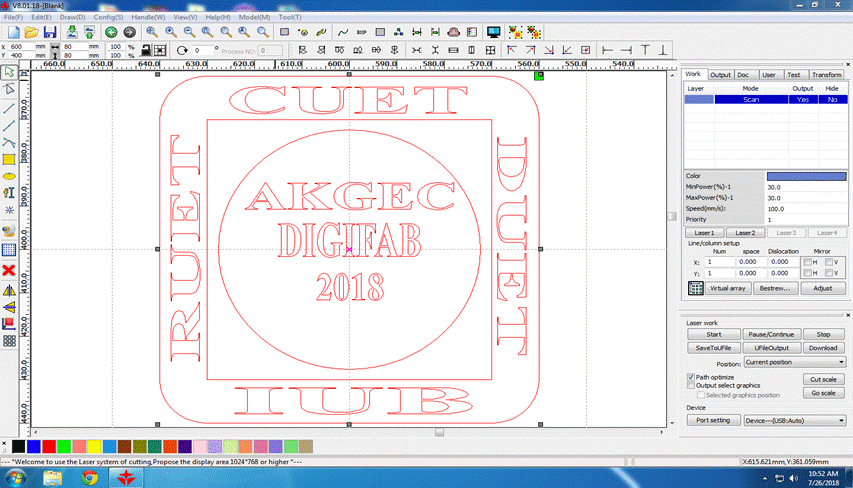 V8.01.18-[Blank]
File(F) Edit(E) Draw(D) Config(S) Handle(W) View(V) Help(H) Model(M) Tool(T)
X 600 mm 80 mm 100 %
Y 400 mm 80 mm 100 %
0 ° Process NO: 0
660.0 650.0 640.0 630.0 620.0 610.0 600.0 590.0 580.0 570.0 560.0 550.0 540.0
370.0
380.0
390.0
400.0
410.0
420.0
430.0
440.0
CUET
RUET
DUET
AKGEC
DIGIFAB
2018
IUB
Work Output Doc User Test Transform
Layer Mode Output Hide
Scan Yes No
Color
MinPower(%)-1 30.0
MaxPower(%)-1 30.0
Speed(mm/s): 100.0
Priority 1
Laser1 Laser2 Laser3 Laser4
Line/column setup
Num space Dislocation Mirror
X: 1 0.000 0.000 H V
Y: 1 0.000 0.000 H V
Virtual array Bestrew... Adjust
Laser work
Start Pause/Continue Stop
SaveToUFile UFileOutput Download
Position: Current position
Path optimize
Output select graphics
Selected graphics position
Cut scale
Go scale
Device
Port setting Device---(USB:Auto)
--- *Welcome to use the Laser system of cutting,Propose the display area 1024*768 or higher *---
X:615.621mm,Y:361.059mm
10:52 AM
7/26/2018